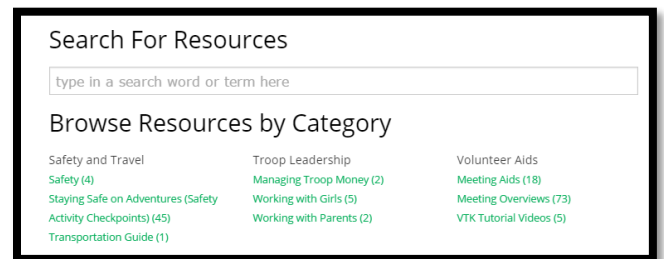 Search For Resources
type in a search word or term here
Browse Resources by Category
Safety and Travel
Safety (4)
Staying Safe on Adventures (Safety
Activity Checkpoints) (45)
Transportation Guide (1)
Troop Leadership
Managing Troop Money (2)
Working with Girls (5)
Working with Parents (2)
Volunteer Aids
Meeting Aids (18)
Meeting Overviews (73)
VTK Tutorial Videos (5)